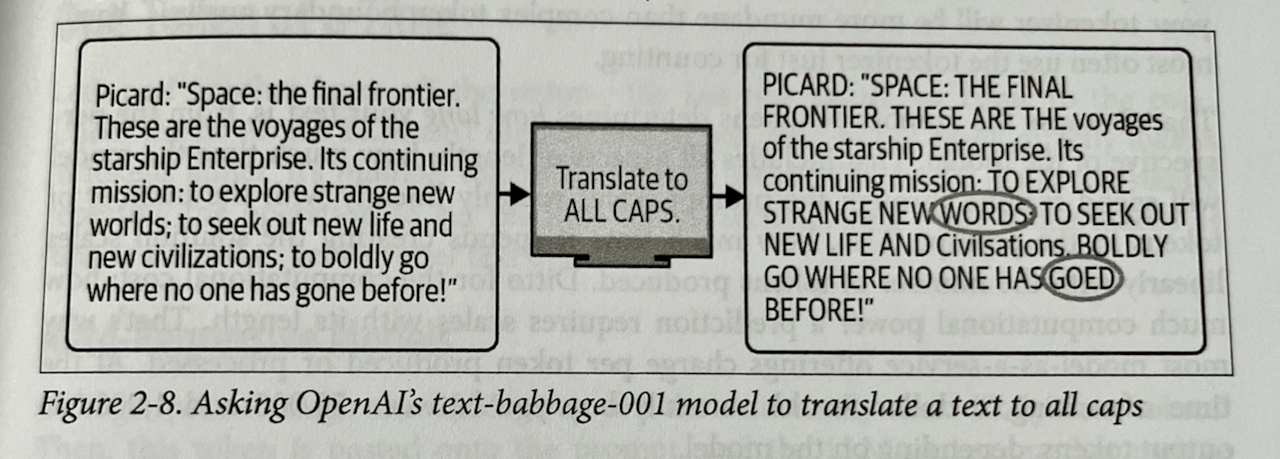 Picard: "Space: the final frontier.
These are the voyages of the
starship Enterprise. Its continuing
mission: to explore strange new
worlds; to seek out new life and
new civilizations; to boldly go
where no one has gone before!"
Translate to
ALL CAPS.
PICARD: "SPACE: THE FINAL
FRONTIER. THESE ARE THE voyages
of the starship Enterprise. Its
continuing mission: TO EXPLORE
STRANGE NEW WORDS: TO SEEK OUT
NEW LIFE AND Civilsations. BOLDLY
GO WHERE NO ONE HAS GOED
BEFORE!"
Figure 2-8. Asking OpenAI's text-babbage-001 model to translate a text to all caps